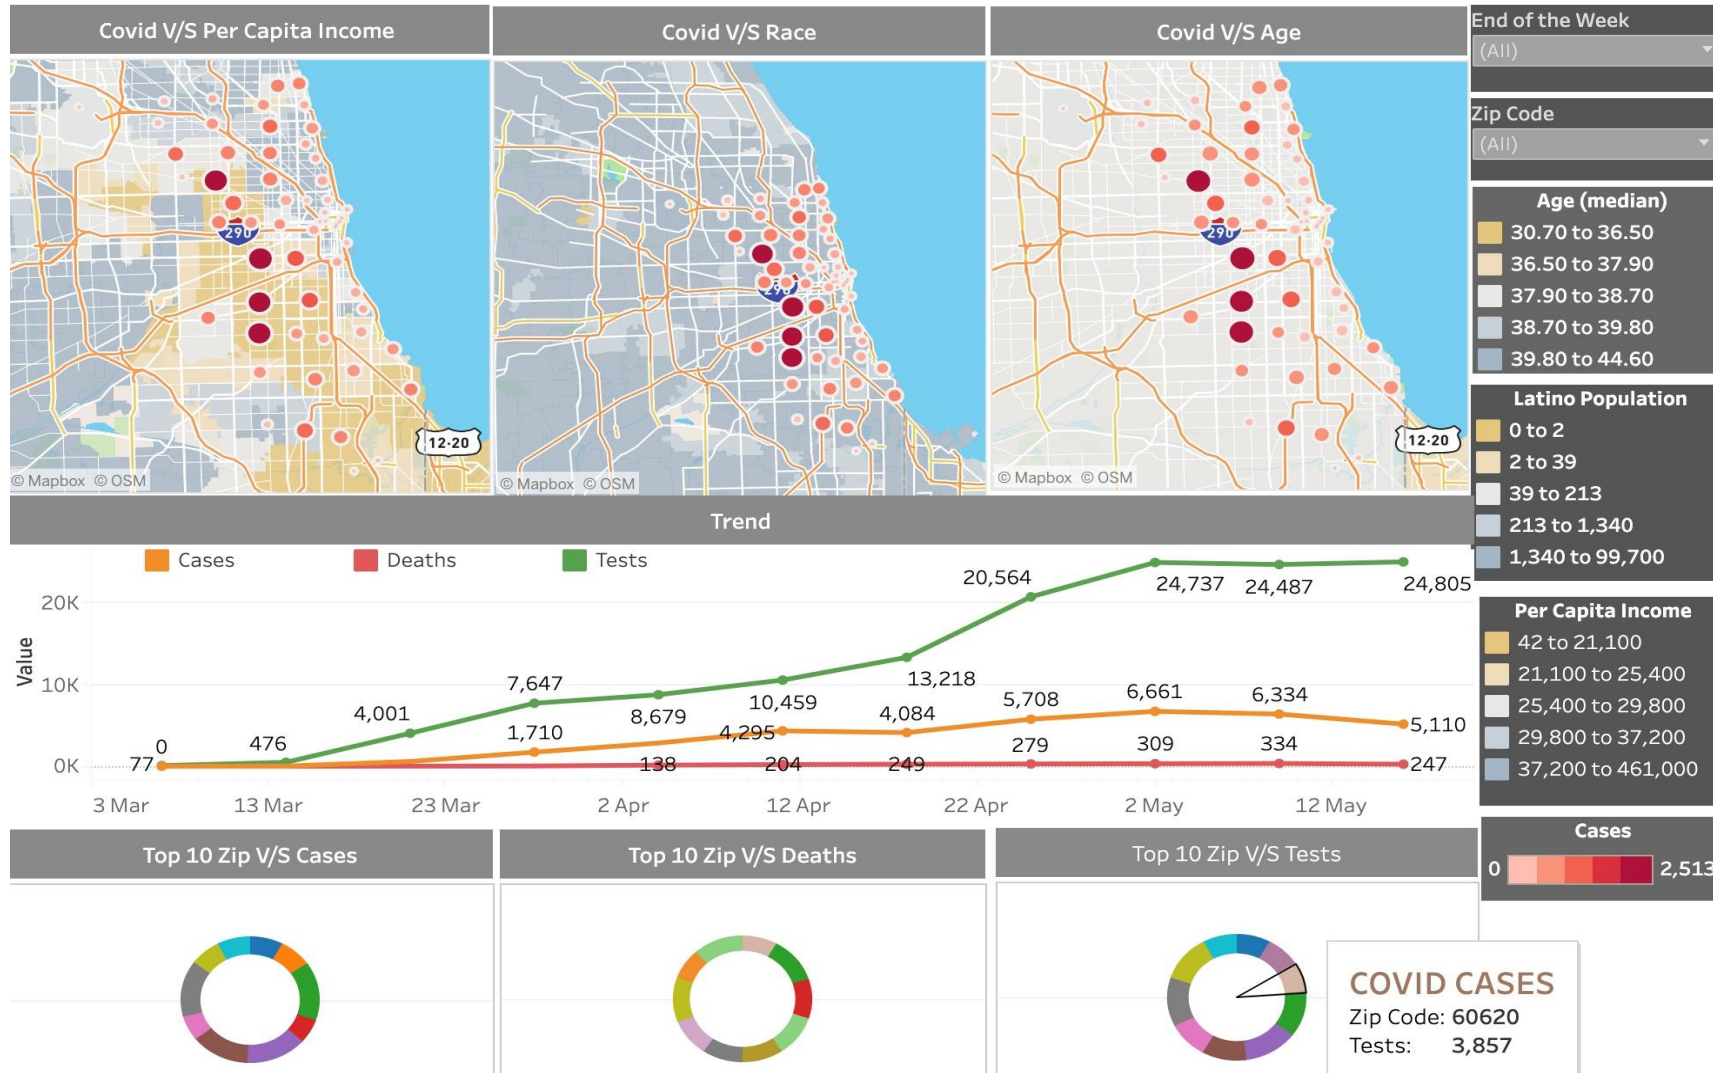 Covid V/S Per Capita Income
Covid V/S Race
Covid V/S Age
End of the Week
(All)
Zip Code
(All)
Age (median)
30.70 to 36.50
36.50 to 37.90
37.90 to 38.70
38.70 to 39.80
39.80 to 44.60
Latino Population
0 to 2
2 to 39
39 to 213
213 to 1,340
1,340 to 99,700
Per Capita Income
42 to 21,100
21,100 to 25,400
25,400 to 29,800
29,800 to 37,200
37,200 to 461,000
Cases
0
2,513
290
12·20
© Mapbox © OSM
290
© Mapbox © OSM
290
12·20
© Mapbox © OSM
Trend
Cases
Deaths
Tests
Value
20K
10K
0K
77
0
476
4,001
7,647
8,679
10,459
13,218
20,564
24,737
24,487
24,805
1,710
4,295
4,084
5,708
6,661
6,334
5,110
138
204
249
279
309
334
247
3 Mar
13 Mar
23 Mar
2 Apr
12 Apr
22 Apr
2 May
12 May
Top 10 Zip V/S Cases
Top 10 Zip V/S Deaths
Top 10 Zip V/S Tests
COVID CASES
Zip Code: 60620
Tests: 3,857